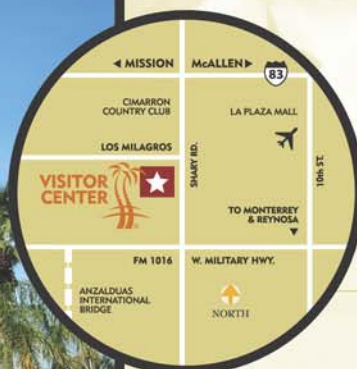 ◄ MISSION
McALLEN ►
83
CIMARRON
COUNTRY CLUB
LA PLAZA MALL
LOS MILAGROS
SHARY RD.
10th ST.
VISITOR
CENTER
®
TO MONTERREY
& REYNOSA
▼
FM 1016
W. MILITARY HWY.
ANZALDUAS
INTERNATIONAL
BRIDGE
NORTH